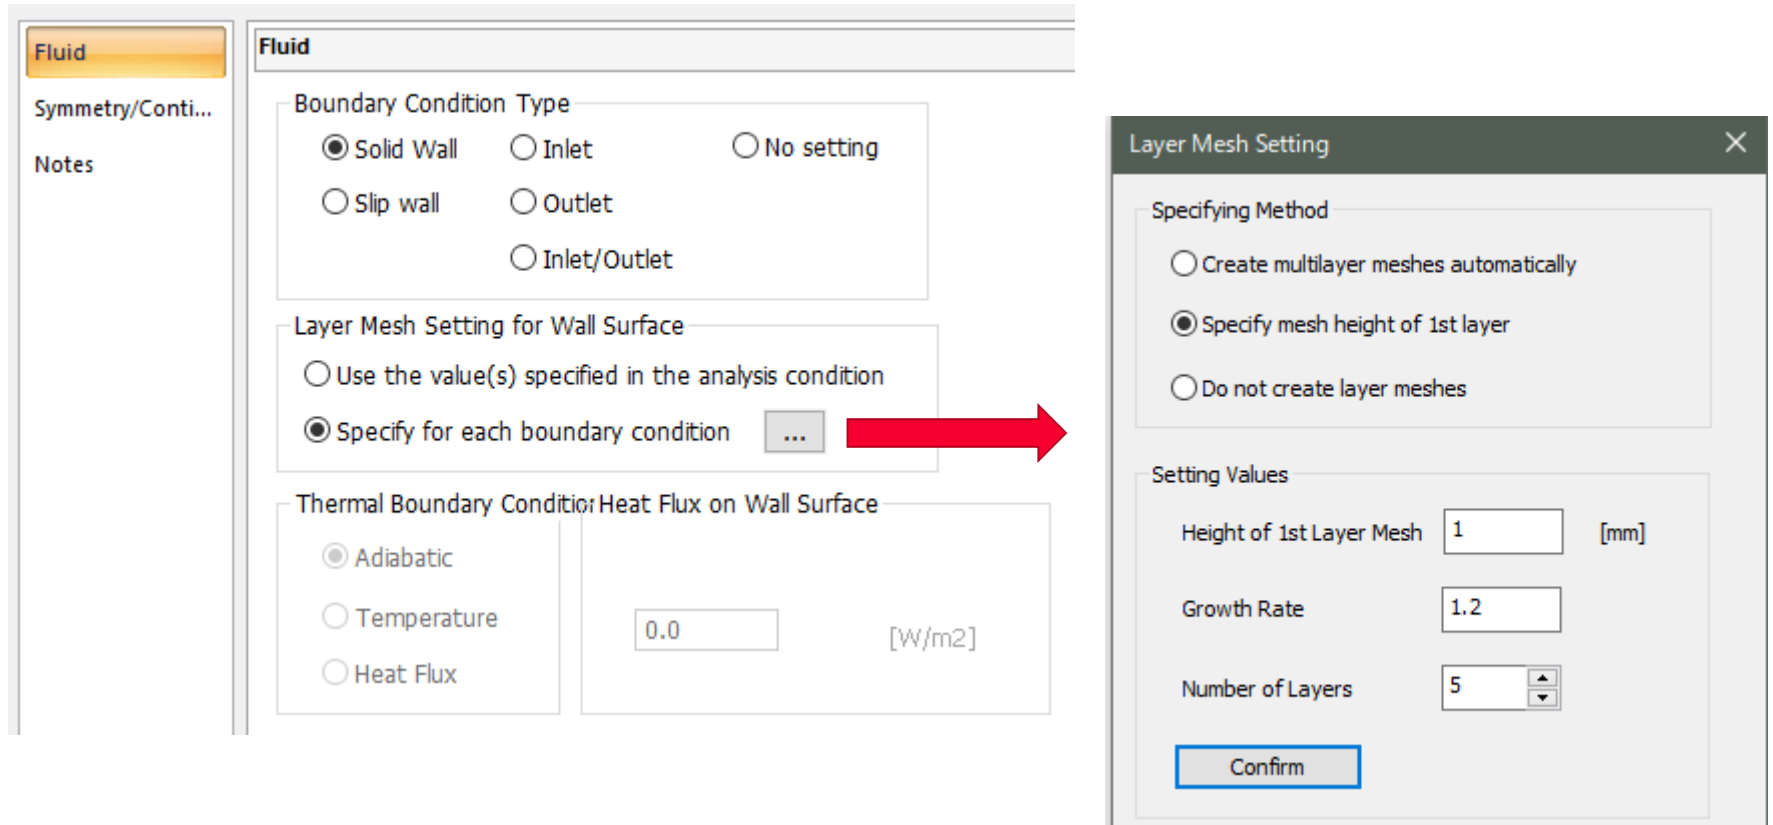 Fluid
Symmetry/Conti...
Notes
Fluid
Boundary Condition Type
Solid Wall
Inlet
No setting
Slip wall
Outlet
Inlet/Outlet
Layer Mesh Setting for Wall Surface
Use the value(s) specified in the analysis condition
Specify for each boundary condition
...
Thermal Boundary Condition
Adiabatic
Temperature
Heat Flux
Heat Flux on Wall Surface
0.0 [W/m2]
Layer Mesh Setting
Specifying Method
Create multilayer meshes automatically
Specify mesh height of 1st layer
Do not create layer meshes
Setting Values
Height of 1st Layer Mesh 1 [mm]
Growth Rate 1.2
Number of Layers 5
Confirm